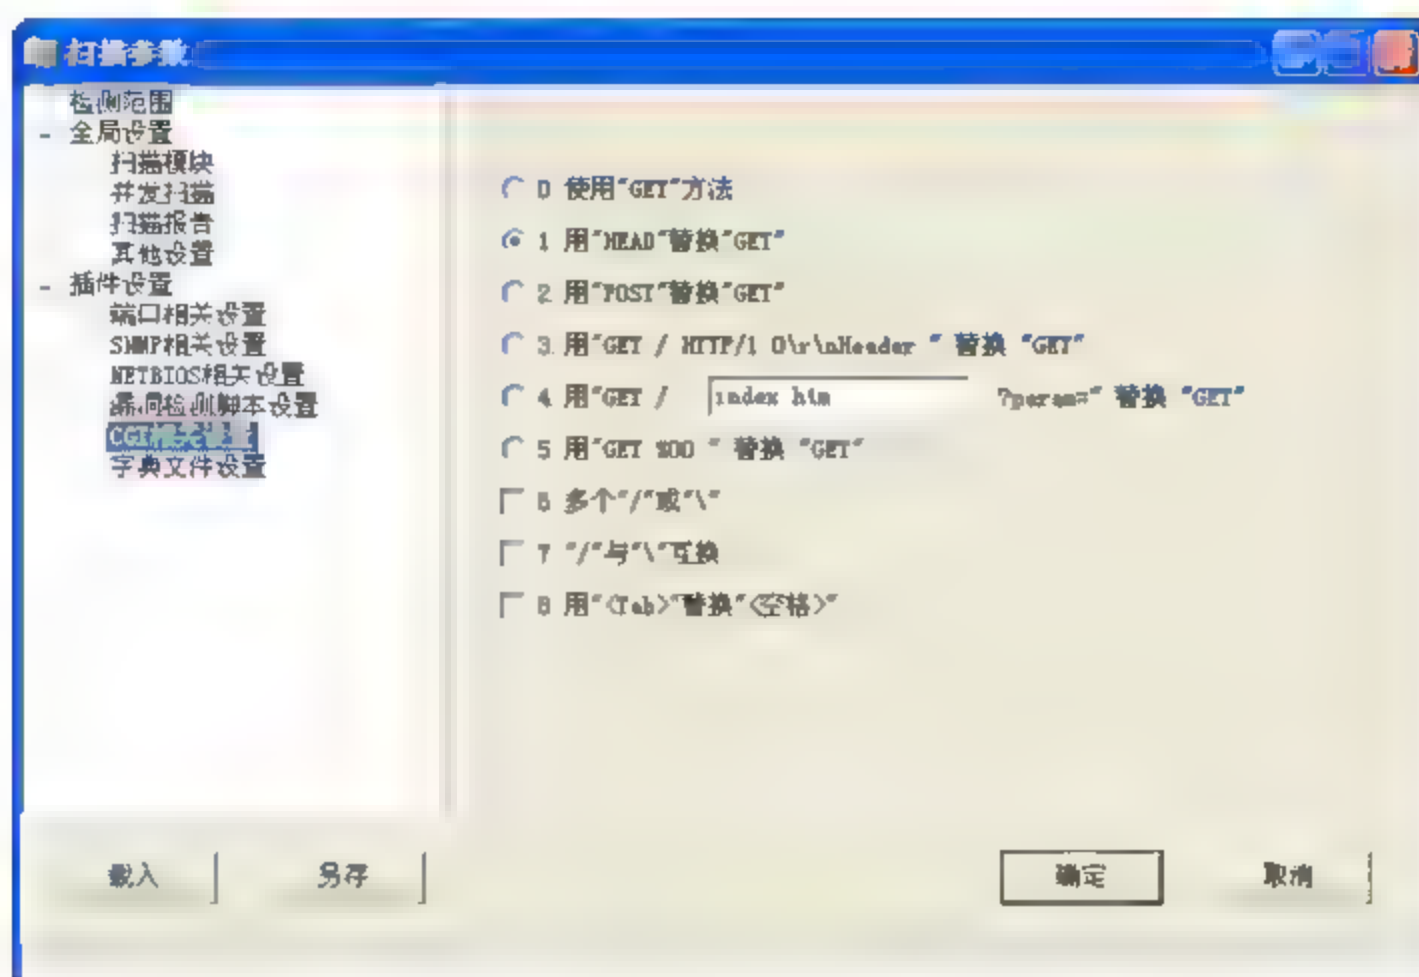 扫描参数
检测范围
- 全局设置
扫描模块
并发扫描
扫描报告
其他设置
- 插件设置
端口相关设置
SNMP相关设置
NETBIOS相关设置
漏洞检测脚本设置
CGI相关设置
字典文件设置
0 使用"GET"方法
1 用"HEAD"替换"GET"
2 用"POST"替换"GET"
3 用"GET / HTTP/1 0\r\nHeader " 替换 "GET"
4 用"GET / index htm ?param=" 替换 "GET"
5 用"GET %00 " 替换 "GET"
6 多个"/"或"\"
7 "/"与"\"互换
8 用"<Tab>"替换"<空格>"
载入 另存 确定 取消